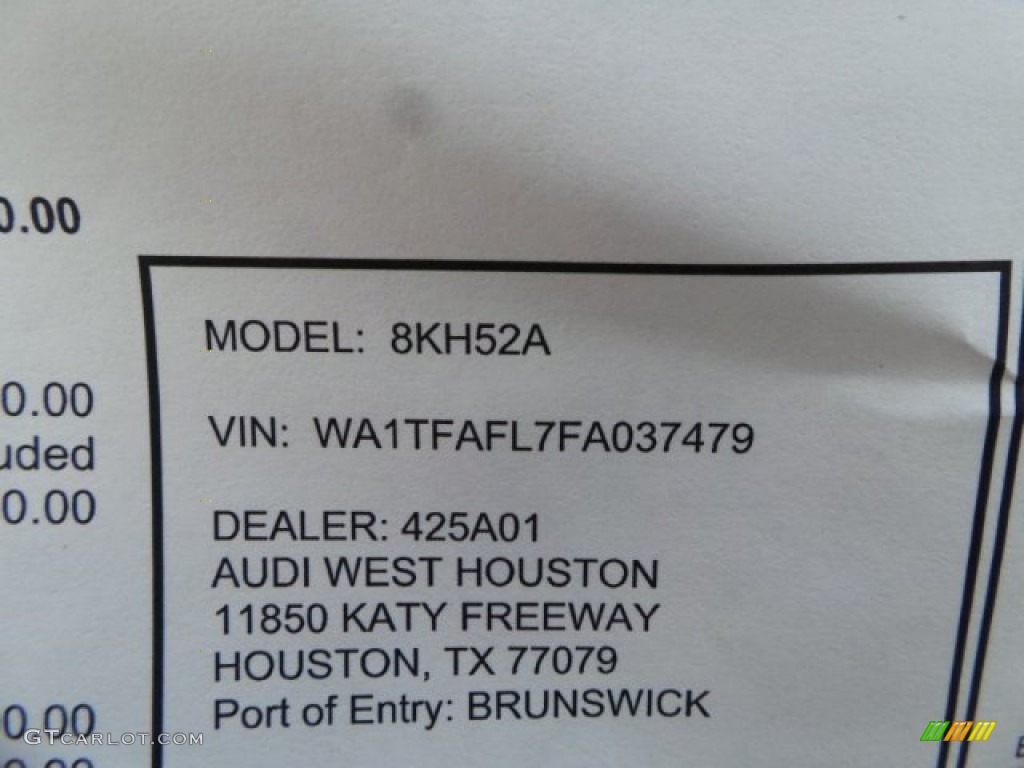 0.00
MODEL: 8KH52A
0.00
VIN: WA1TFAFL7FA037479
uded
0.00
DEALER: 425A01
AUDI WEST HOUSTON
11850 KATY FREEWAY
HOUSTON, TX 77079
Port of Entry: BRUNSWICK
0.00
GTCARLOT.COM